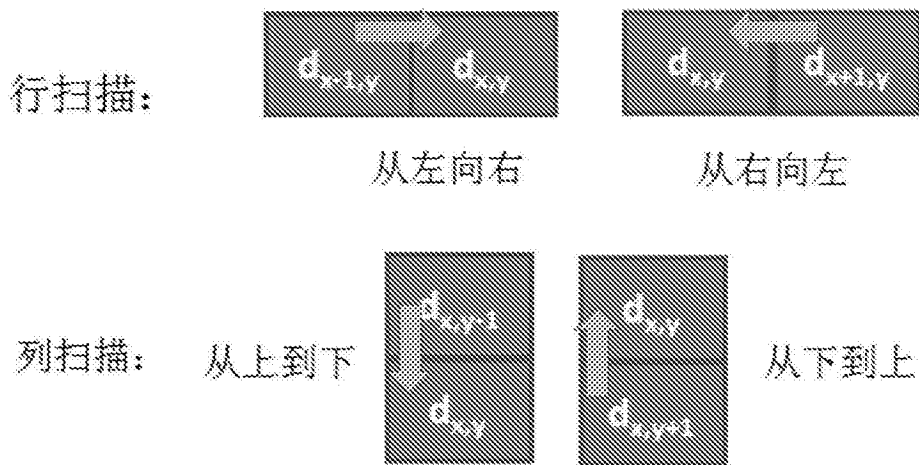 d_{x-1,y} d_{x,y} d_{x,y} d_{x+1,y}
行扫描:
从左向右 从右向左
d_{x,y-1} d_{x,y}
列扫描: 从上到下 从下到上
d_{x,y} d_{x,y+1}